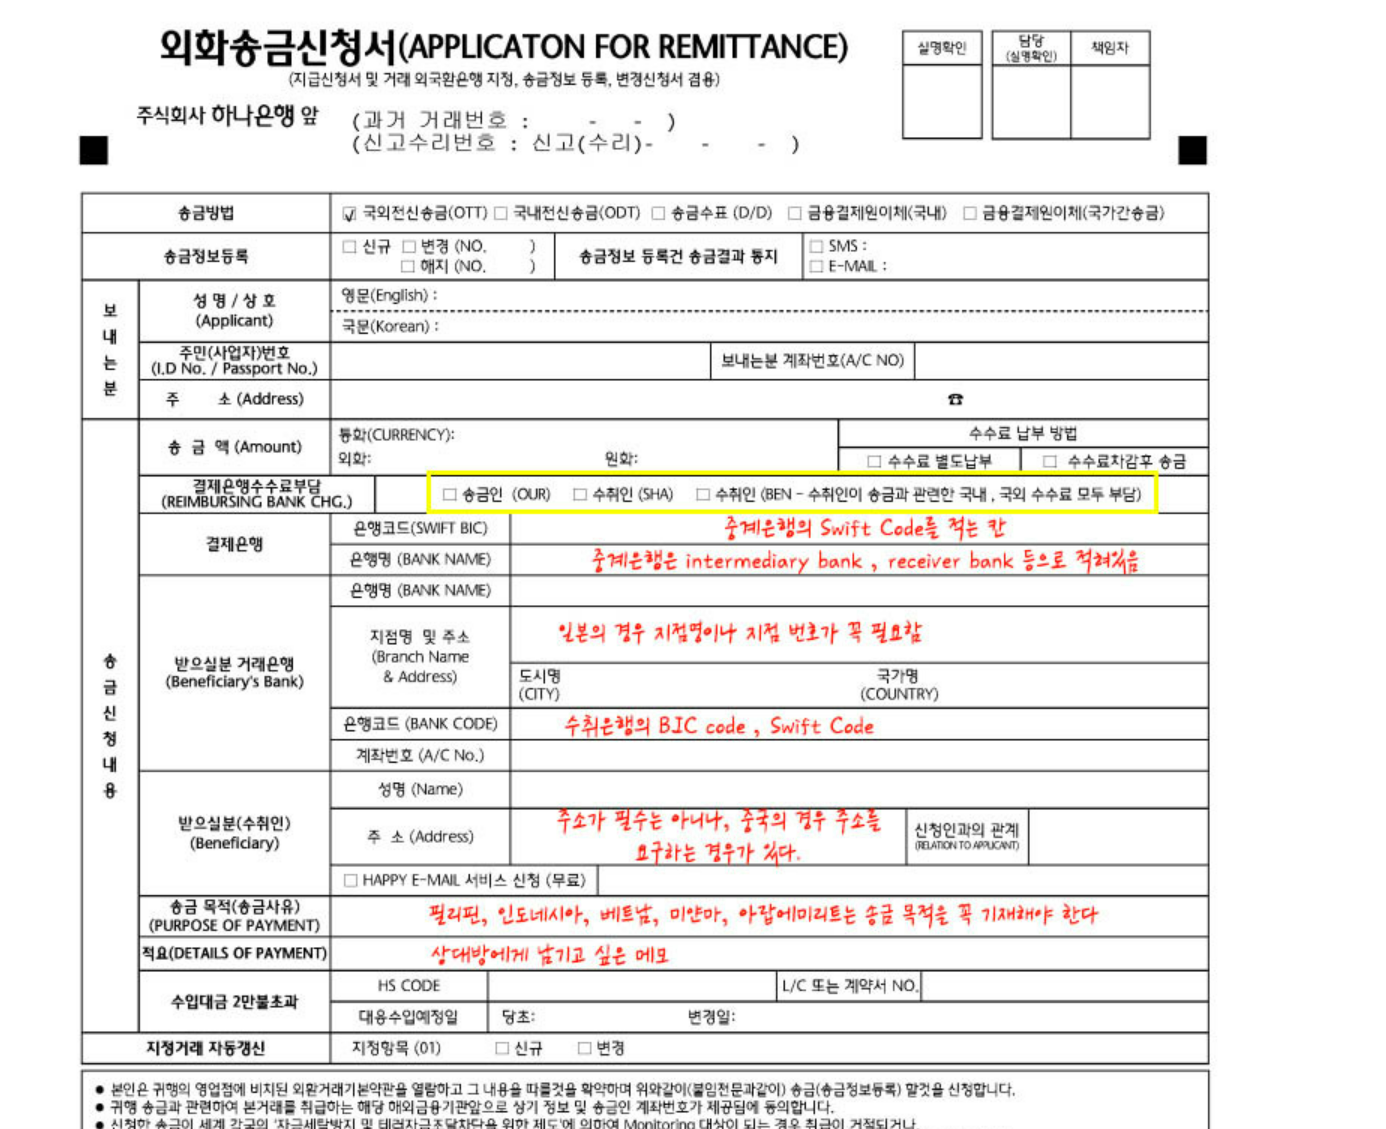 외화송금신청서(APPLICATON FOR REMITTANCE)
(지급신청서 및 거래 외국환은행 지정, 송금정보 등록, 변경신청서 겸용)
실명확인
담당
(실명확인)
책임자
주식회사 하나은행 앞
(과거 거래번호 : - - )
(신고수리번호 : 신고(수리)- - - )
송금방법
☑ 국외전신송금(OTT) □ 국내전신송금(ODT) □ 송금수표 (D/D) □ 금융결제원이체(국내) □ 금융결제원이체(국가간송금)
송금정보등록
□ 신규 □ 변경 (NO. )
□ 해지 (NO. )
송금정보 등록건 송금결과 통지
□ SMS :
□ E-MAIL :
보내는분
성 명 / 상 호
(Applicant)
영문(English) :
국문(Korean) :
주민(사업자)번호
(I.D No. / Passport No.)
보내는분 계좌번호(A/C NO)
주 소 (Address)
☎
송금신청내용
송 금 액 (Amount)
통화(CURRENCY):
외화: 원화:
수수료 납부 방법
□ 수수료 별도납부 □ 수수료차감후 송금
결제은행수수료부담
(REIMBURSING BANK CHG.)
□ 송금인 (OUR) □ 수취인 (SHA) □ 수취인 (BEN - 수취인이 송금과 관련한 국내 , 국외 수수료 모두 부담)
결제은행
은행코드(SWIFT BIC)
중계은행의 Swift Code를 적는 칸
은행명 (BANK NAME)
중계은행은 intermediary bank , receiver bank 등으로 적혀있음
받으실분 거래은행
(Beneficiary's Bank)
은행명 (BANK NAME)
지점명 및 주소
(Branch Name
& Address)
일본의 경우 지점명이나 지점 번호가 꼭 필요함
도시명
(CITY)
국가명
(COUNTRY)
은행코드 (BANK CODE)
수취은행의 BIC code , Swift Code
계좌번호 (A/C No.)
받으실분(수취인)
(Beneficiary)
성명 (Name)
주 소 (Address)
주소가 필수는 아니나, 중국의 경우 주소를
요구하는 경우가 있다.
신청인과의 관계
(RELATION TO APPLICANT)
□ HAPPY E-MAIL 서비스 신청 (무료)
송금 목적(송금사유)
(PURPOSE OF PAYMENT)
필리핀, 인도네시아, 베트남, 미얀마, 아랍에미리트는 송금 목적을 꼭 기재해야 한다
적요(DETAILS OF PAYMENT)
상대방에게 남기고 싶은 메모
수입대금 2만불초과
HS CODE
L/C 또는 계약서 NO.
대응수입예정일
당초: 변경일:
지정거래 자동갱신
지정항목 (01) □ 신규 □ 변경
● 본인은 귀행의 영업점에 비치된 외환거래기본약관을 열람하고 그 내용을 따를것을 확약하며 위와같이(붙임전문과같이) 송금(송금정보등록) 할것을 신청합니다.
● 귀행 송금과 관련하여 본거래를 취급하는 해당 해외금융기관앞으로 상기 정보 및 송금인 계좌번호가 제공됨에 동의합니다.
● 신청한 송금이 세계 각국의 '자금세탁방지 및 테러자금조달차단을 위한 제도'에 의하여 Monitoring 대상이 되는 경우 취급이 거절되거나,